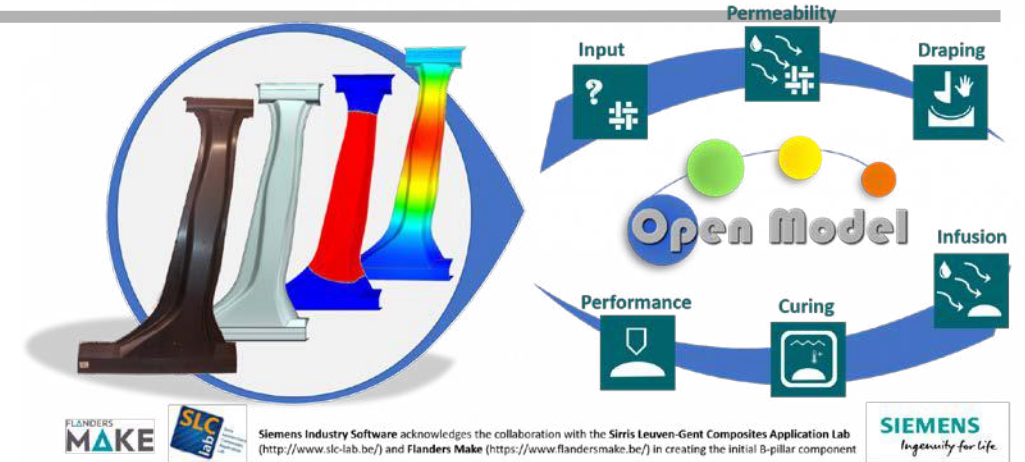 Permeability
Input
Draping
Open Model
Infusion
Performance
Curing
FLANDERS
MAKE
SLC
lab
Siemens Industry Software acknowledges the collaboration with the Sirris Leuven-Gent Composites Application Lab
(http://www.slc-lab.be/) and Flanders Make (https://www.flandersmake.be/) in creating the initial B-pillar component
SIEMENS
Ingenuity for life